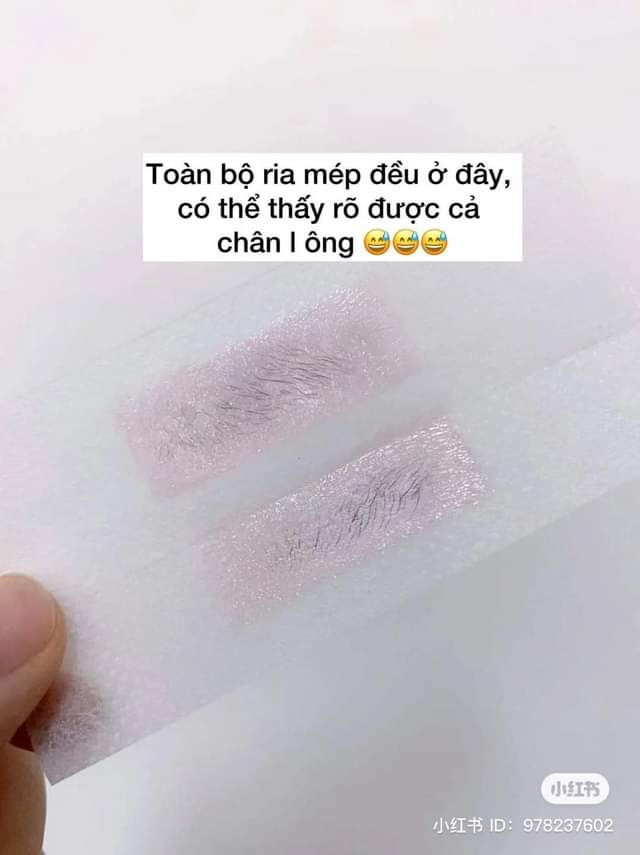 Toàn bộ ria mép đều ở đây,
có thể thấy rõ được cả
chân l ông 😅😅😅
小红书
小红书 ID: 978237602